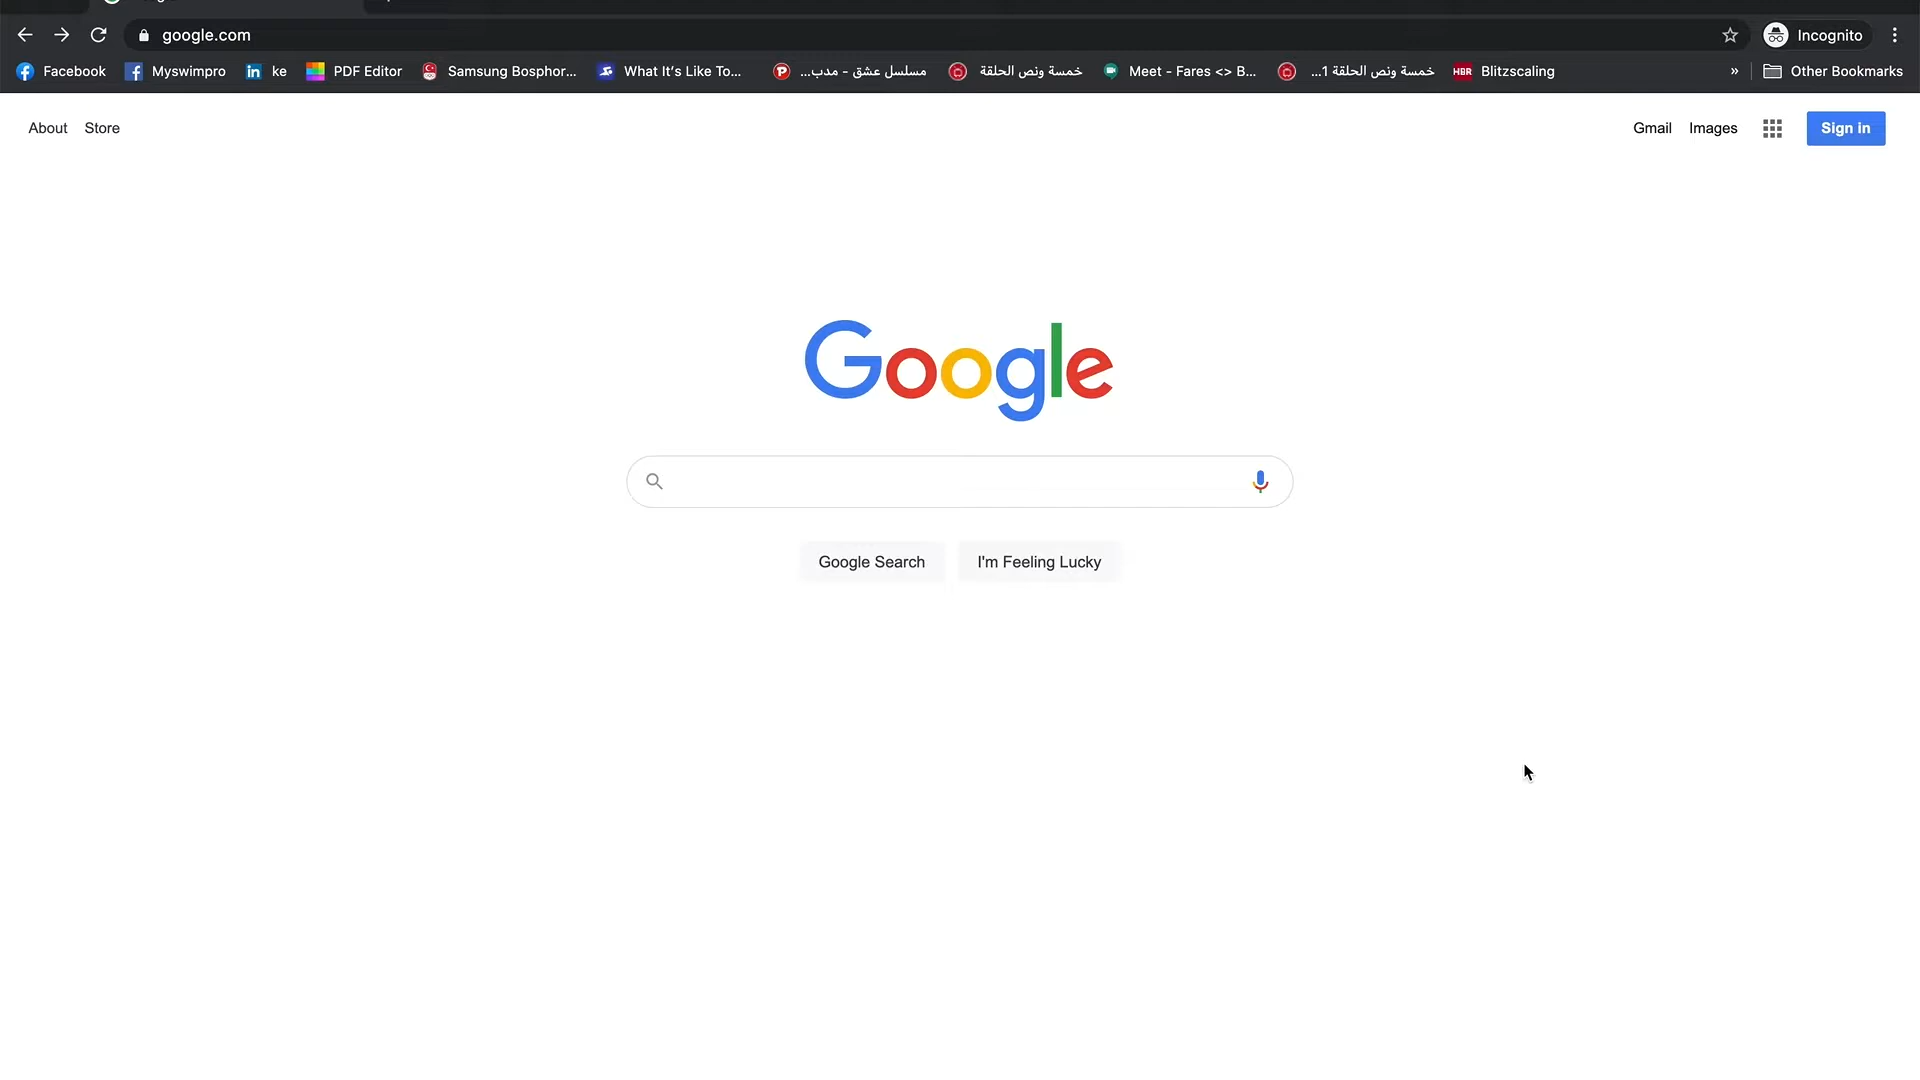 google.com
Incognito
Facebook
Myswimpro
ke
PDF Editor
Samsung Bosphor...
What It's Like To...
مسلسل عشق - مدب...
خمسة ونص الحلقة
Meet - Fares <> B...
خمسة ونص الحلقة 1...
HBR Blitzscaling
»
Other Bookmarks
About
Store
Gmail
Images
Sign in
Google
Google Search
I'm Feeling Lucky